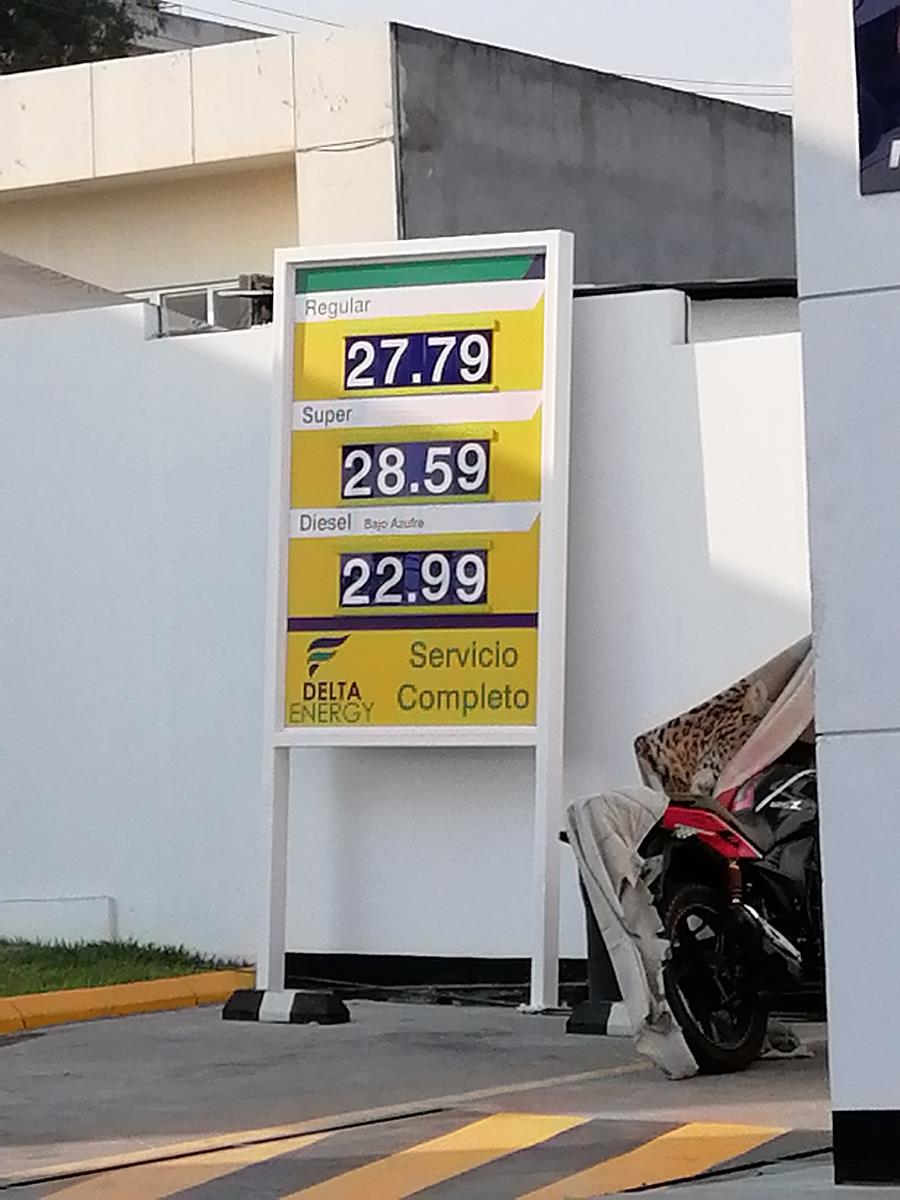 Regular
27.79
Super
28.59
Diesel Bajo Azufre
22.99
DELTA
ENERGY
Servicio
Completo